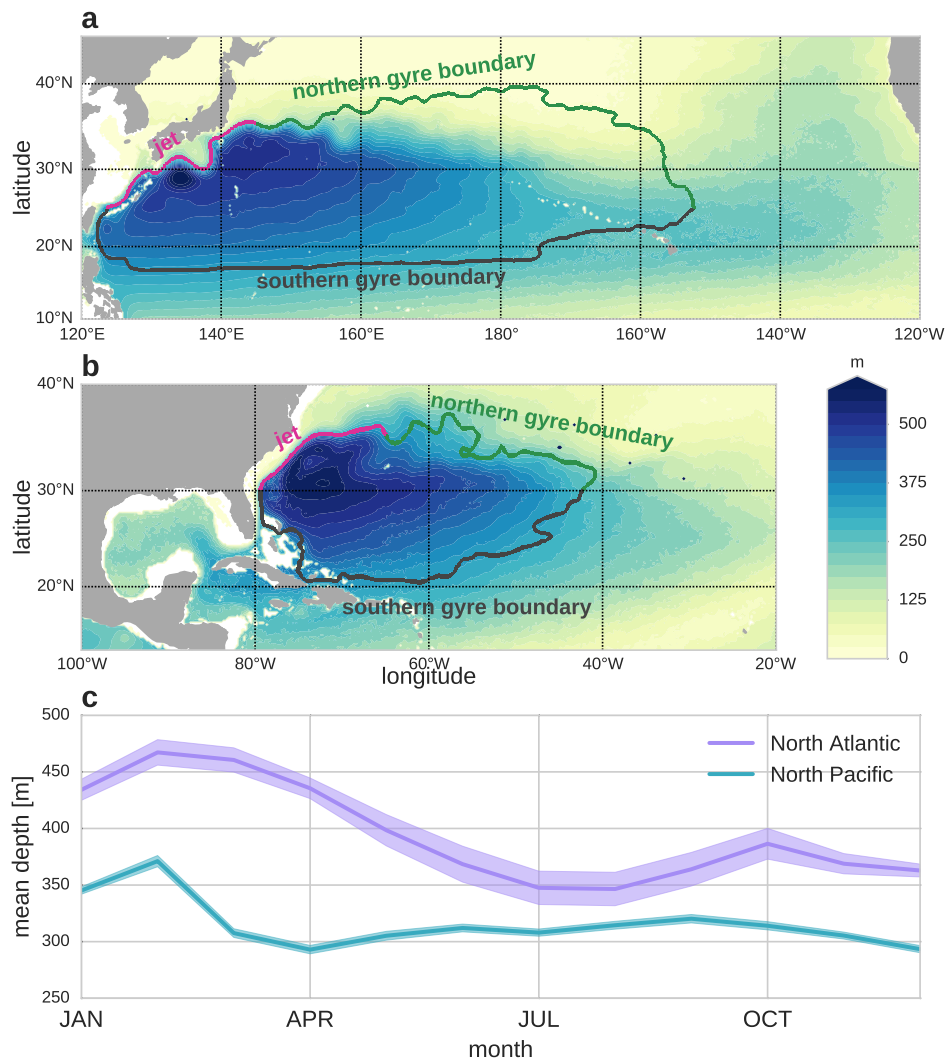 a
40°N
30°N
20°N
10°N
latitude
northern gyre boundary
jet
southern gyre boundary
120°E
140°E
160°E
180°
160°W
140°W
120°W
b
40°N
30°N
20°N
latitude
northern gyre boundary
jet
southern gyre boundary
100°W
80°W
60°W
40°W
20°W
longitude
m
500
375
250
125
0
c
500
450
400
350
300
250
mean depth [m]
North Atlantic
North Pacific
JAN
APR
JUL
OCT
month